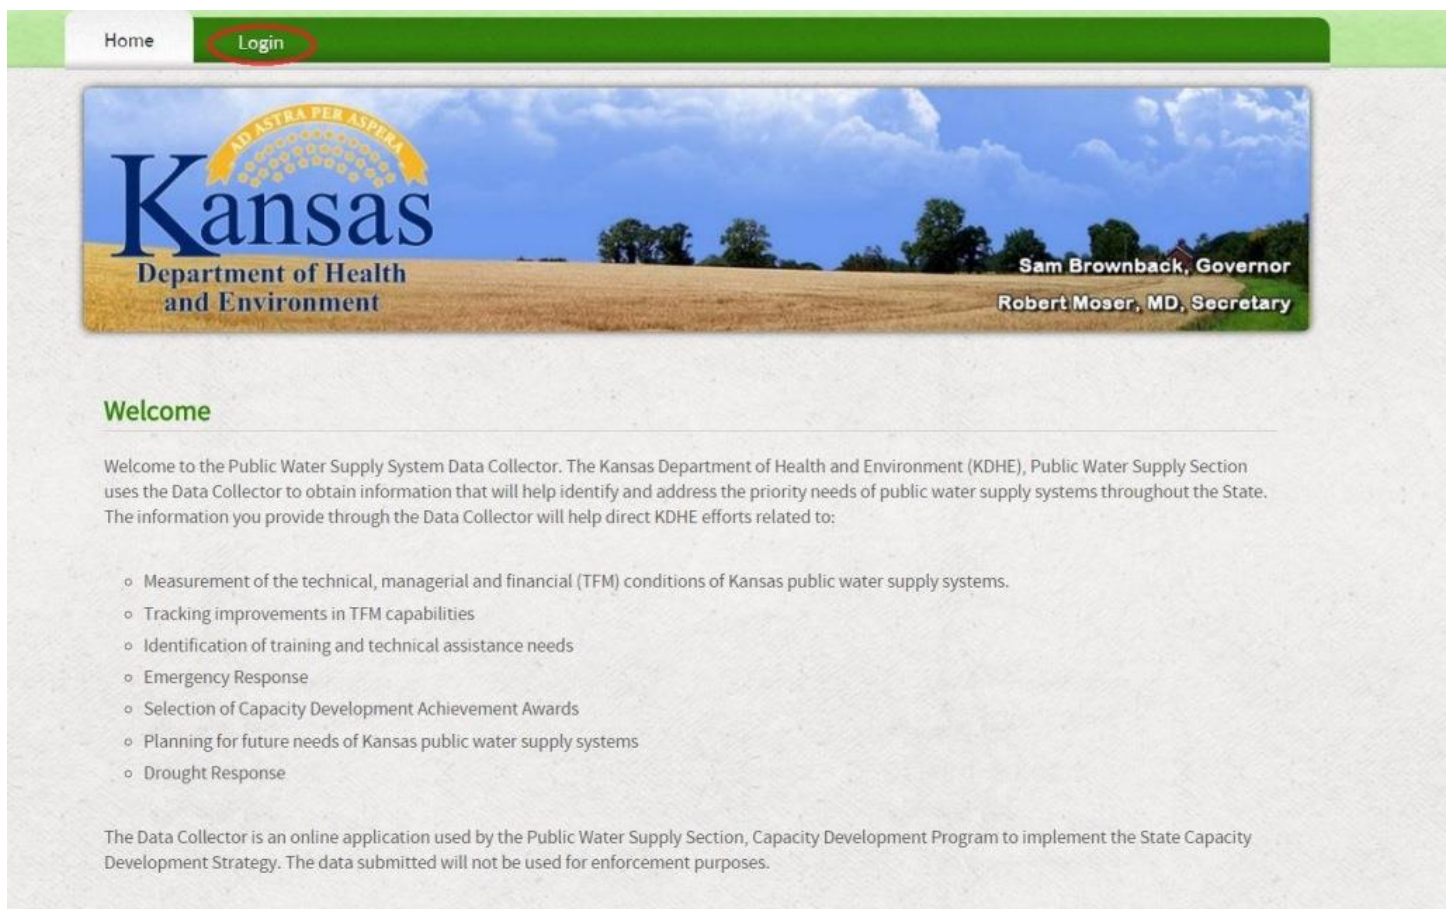 Home
Login
AD ASTRA PER ASPERA
Kansas
Department of Health
and Environment
Sam Brownback, Governor
Robert Moser, MD, Secretary
Welcome
Welcome to the Public Water Supply System Data Collector. The Kansas Department of Health and Environment (KDHE), Public Water Supply Section
uses the Data Collector to obtain information that will help identify and address the priority needs of public water supply systems throughout the State.
The information you provide through the Data Collector will help direct KDHE efforts related to:
Measurement of the technical, managerial and financial (TFM) conditions of Kansas public water supply systems.
Tracking improvements in TFM capabilities
Identification of training and technical assistance needs
Emergency Response
Selection of Capacity Development Achievement Awards
Planning for future needs of Kansas public water supply systems
Drought Response
The Data Collector is an online application used by the Public Water Supply Section, Capacity Development Program to implement the State Capacity
Development Strategy. The data submitted will not be used for enforcement purposes.